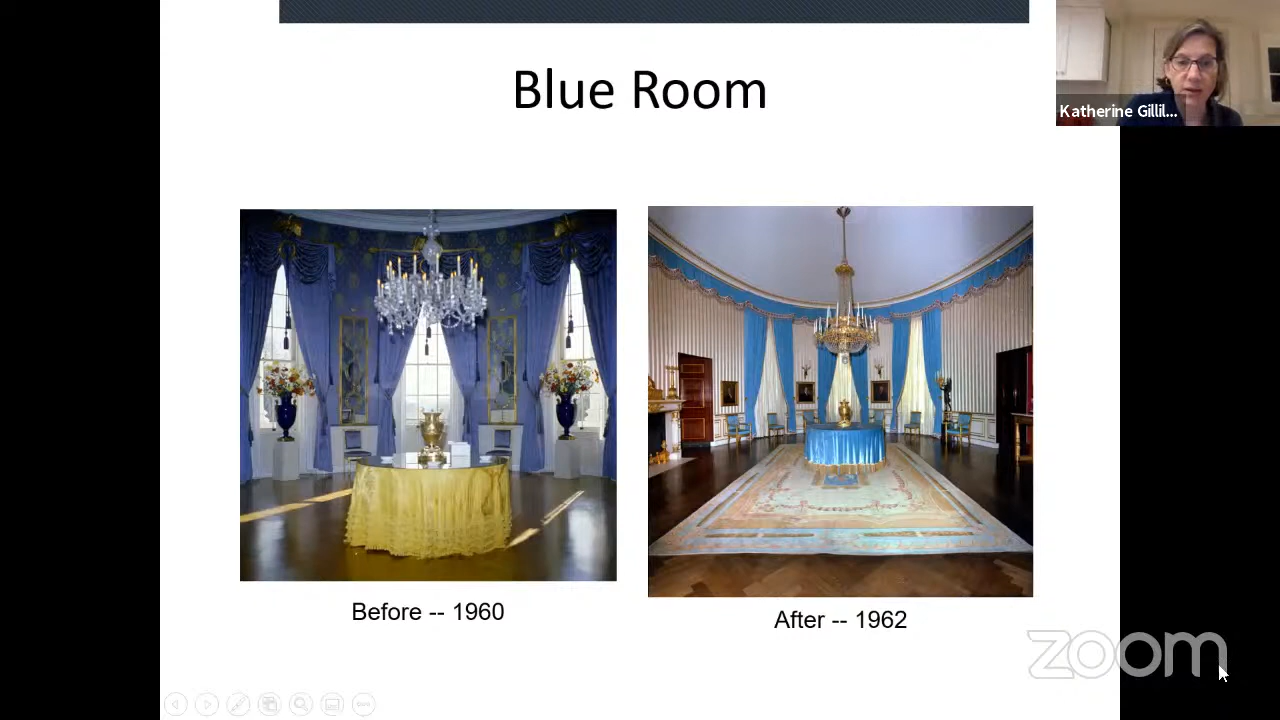 Blue Room
Katherine Gillil...
Before -- 1960
After -- 1962
zoom